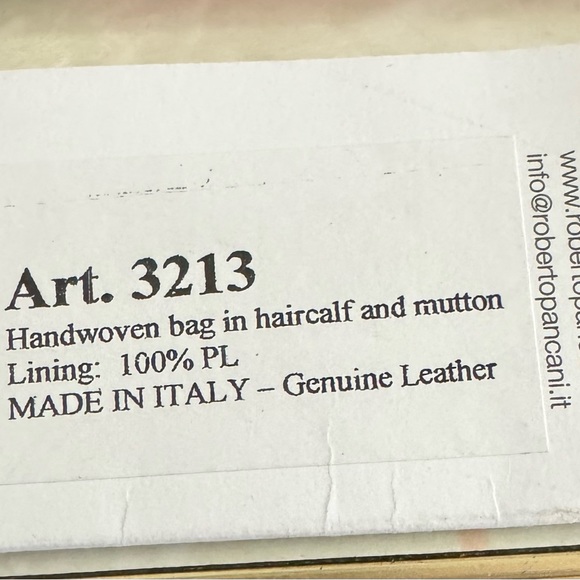 Art. 3213
Handwoven bag in haircalf and mutton
Lining: 100% PL
MADE IN ITALY – Genuine Leather
info@robertopancani.it